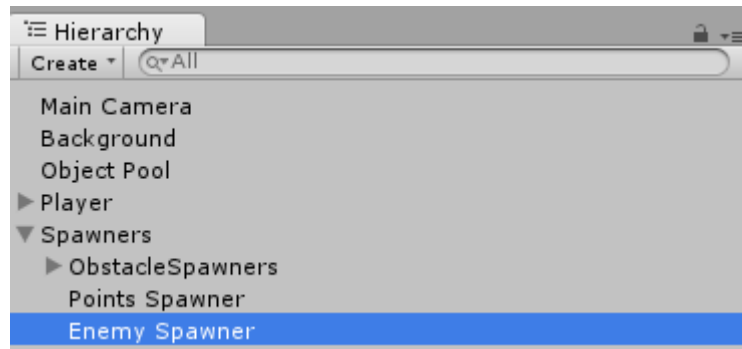 Hierarchy
Create All
Main Camera
Background
Object Pool
Player
Spawners
ObstacleSpawners
Points Spawner
Enemy Spawner